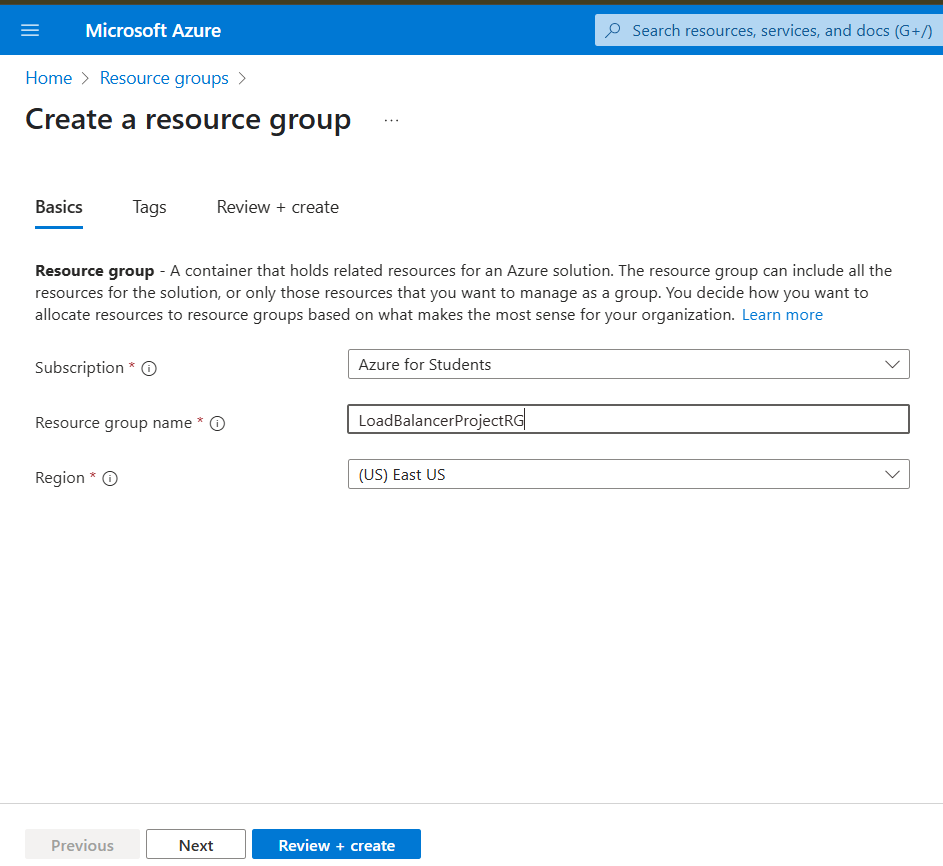 Microsoft Azure
Search resources, services, and docs (G+/)
Home > Resource groups >
Create a resource group ...
Basics Tags Review + create
Resource group - A container that holds related resources for an Azure solution. The resource group can include all the
resources for the solution, or only those resources that you want to manage as a group. You decide how you want to
allocate resources to resource groups based on what makes the most sense for your organization. Learn more
Subscription * Azure for Students
Resource group name * LoadBalancerProjectRG
Region * (US) East US
Previous Next Review + create